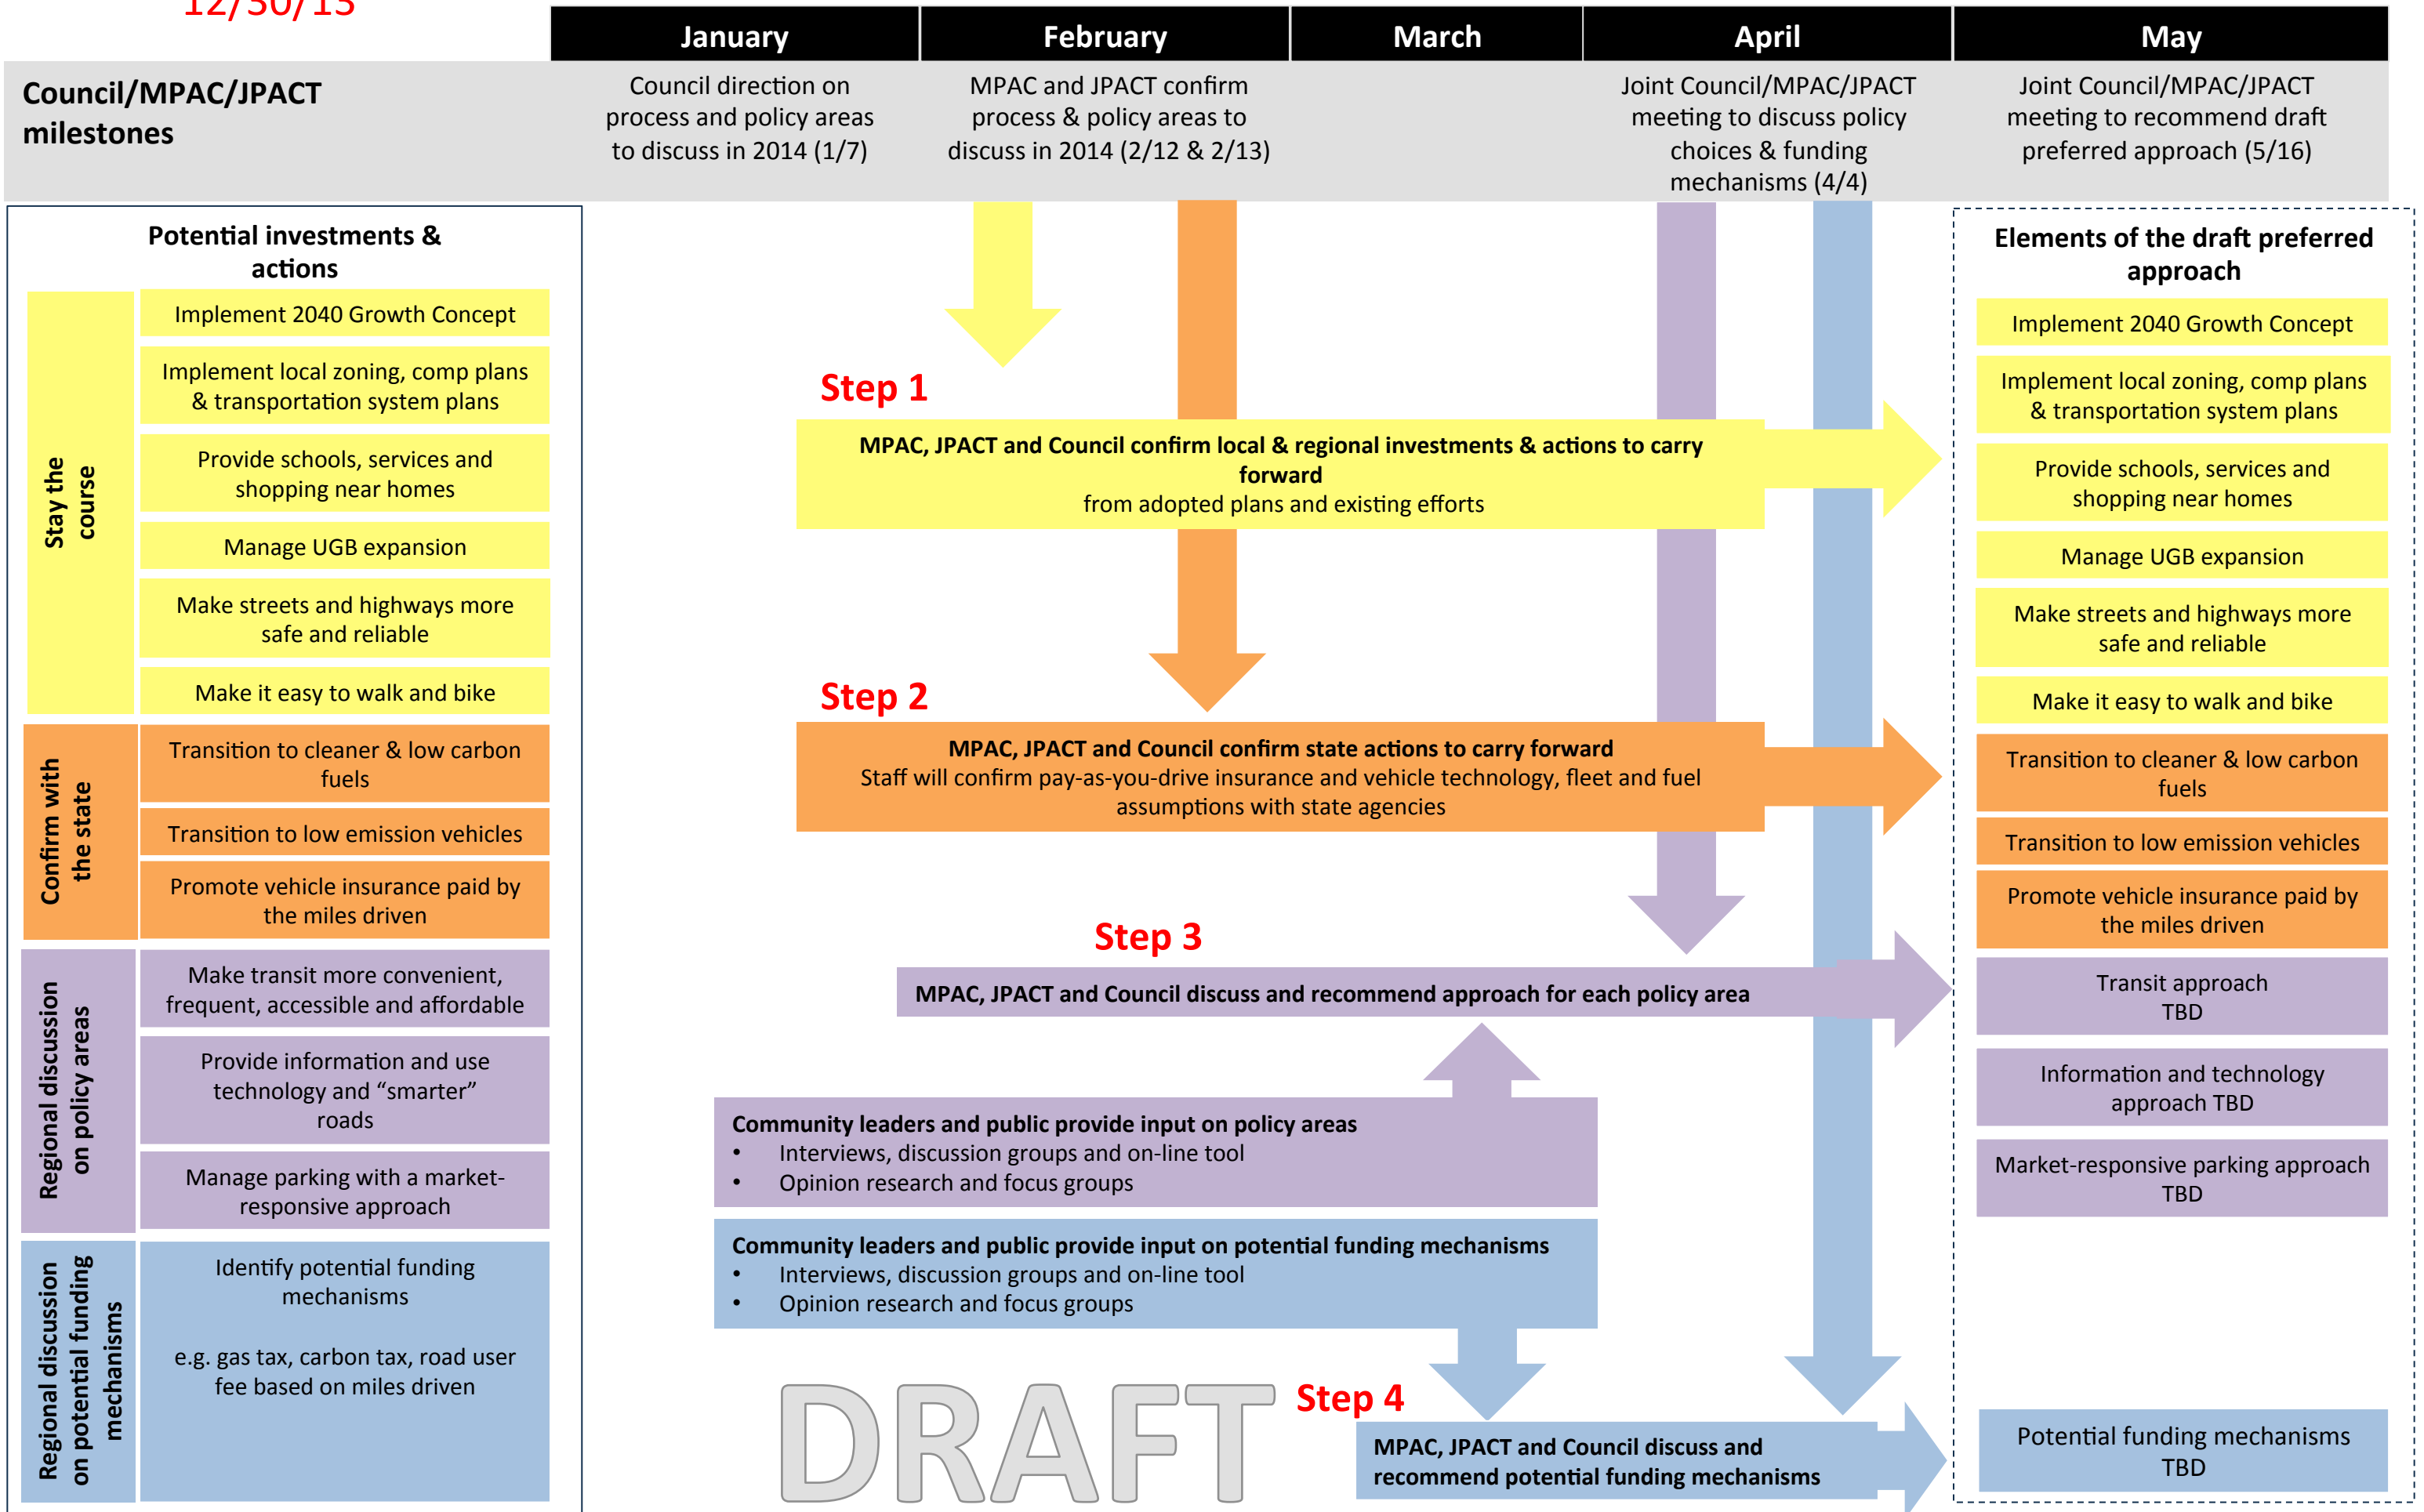 12/30/13
January
February
March
April
May
Council/MPAC/JPACT
milestones
Council direction on
process and policy areas
to discuss in 2014 (1/7)
MPAC and JPACT confirm
process & policy areas to
discuss in 2014 (2/12 & 2/13)
Joint Council/MPAC/JPACT
meeting to discuss policy
choices & funding
mechanisms (4/4)
Joint Council/MPAC/JPACT
meeting to recommend draft
preferred approach (5/16)
Potential investments &
actions
Stay the
course
Implement 2040 Growth Concept
Implement local zoning, comp plans
& transportation system plans
Provide schools, services and
shopping near homes
Manage UGB expansion
Make streets and highways more
safe and reliable
Make it easy to walk and bike
Confirm with
the state
Transition to cleaner & low carbon
fuels
Transition to low emission vehicles
Promote vehicle insurance paid by
the miles driven
Regional discussion
on policy areas
Make transit more convenient,
frequent, accessible and affordable
Provide information and use
technology and “smarter”
roads
Manage parking with a market-
responsive approach
Regional discussion
on potential funding
mechanisms
Identify potential funding
mechanisms
e.g. gas tax, carbon tax, road user
fee based on miles driven
Step 1
MPAC, JPACT and Council confirm local & regional investments & actions to carry
forward
from adopted plans and existing efforts
Step 2
MPAC, JPACT and Council confirm state actions to carry forward
Staff will confirm pay-as-you-drive insurance and vehicle technology, fleet and fuel
assumptions with state agencies
Step 3
MPAC, JPACT and Council discuss and recommend approach for each policy area
Community leaders and public provide input on policy areas
• Interviews, discussion groups and on-line tool
• Opinion research and focus groups
Community leaders and public provide input on potential funding mechanisms
• Interviews, discussion groups and on-line tool
• Opinion research and focus groups
DRAFT
Step 4
MPAC, JPACT and Council discuss and
recommend potential funding mechanisms
Elements of the draft preferred
approach
Implement 2040 Growth Concept
Implement local zoning, comp plans
& transportation system plans
Provide schools, services and
shopping near homes
Manage UGB expansion
Make streets and highways more
safe and reliable
Make it easy to walk and bike
Transition to cleaner & low carbon
fuels
Transition to low emission vehicles
Promote vehicle insurance paid by
the miles driven
Transit approach
TBD
Information and technology
approach TBD
Market-responsive parking approach
TBD
Potential funding mechanisms
TBD